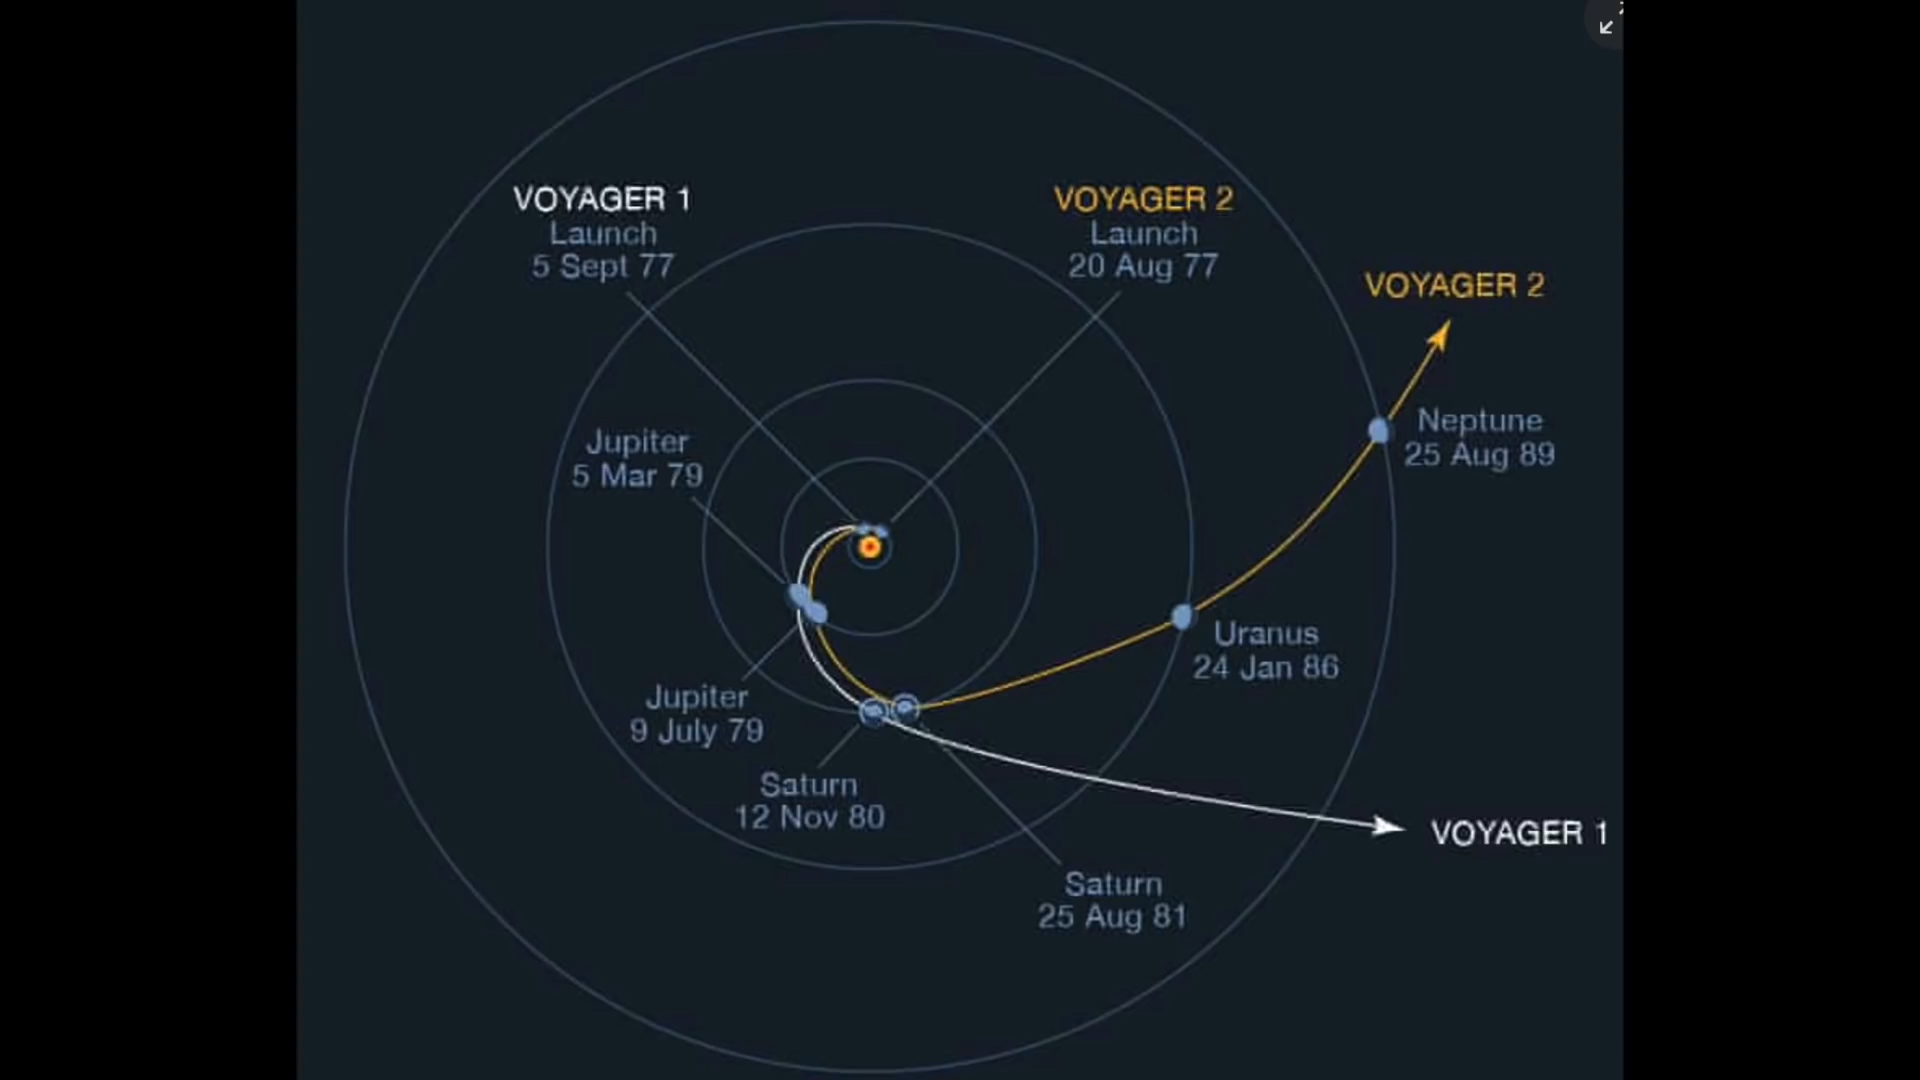 VOYAGER 1
Launch
5 Sept 77
VOYAGER 2
Launch
20 Aug 77
VOYAGER 2
Neptune
25 Aug 89
Jupiter
5 Mar 79
Uranus
24 Jan 86
Jupiter
9 July 79
Saturn
12 Nov 80
VOYAGER 1
Saturn
25 Aug 81